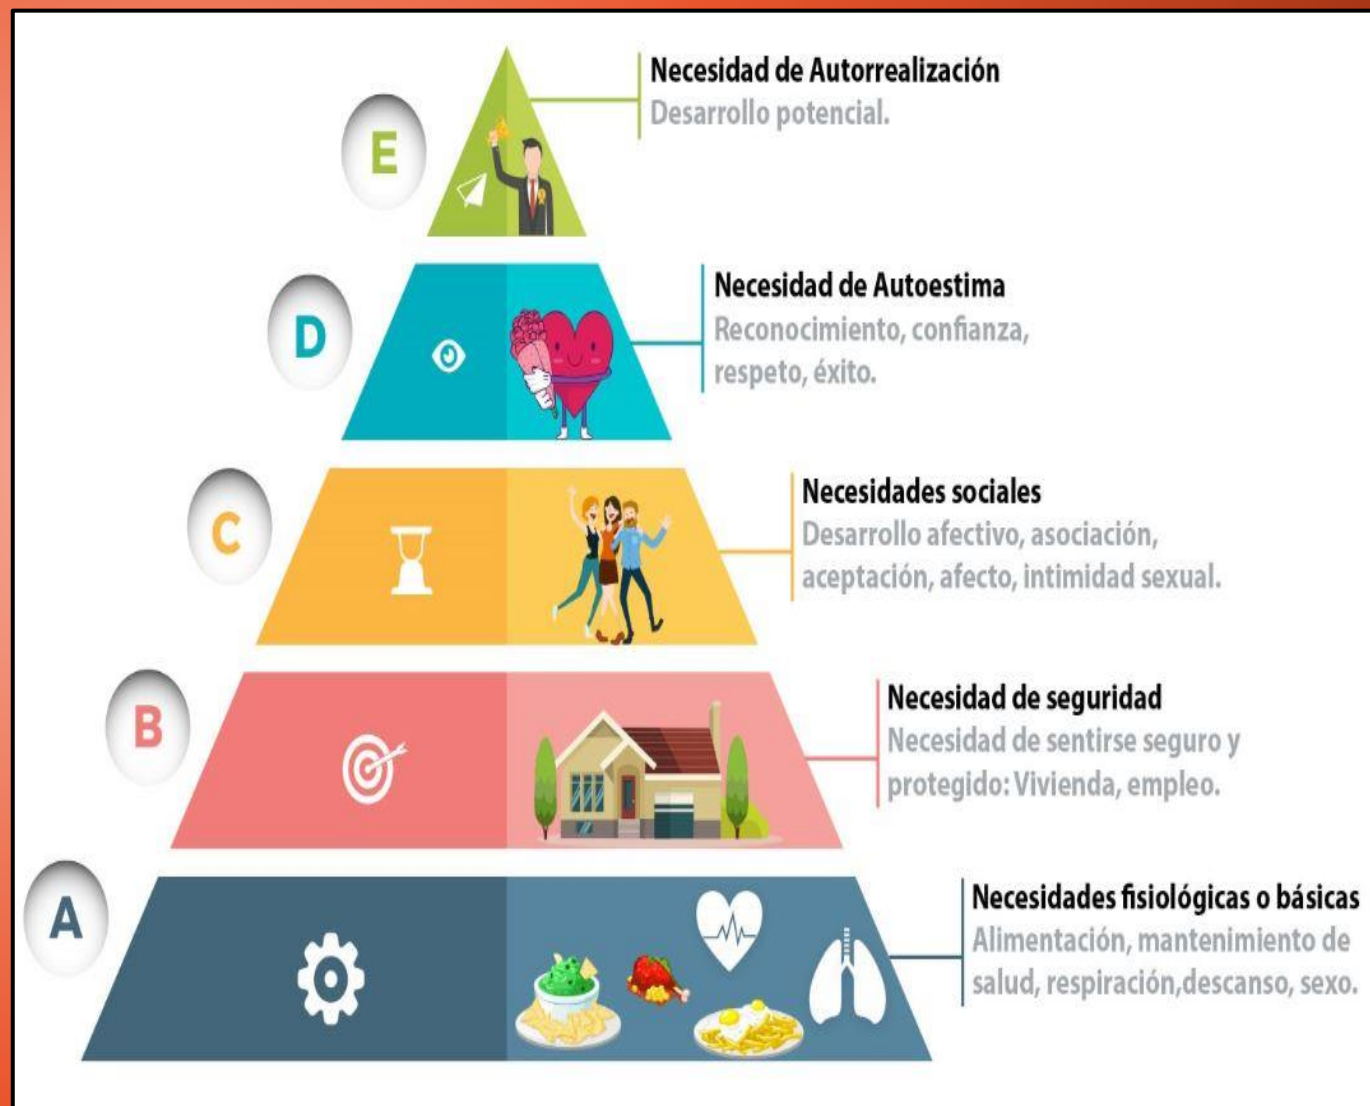 E
Necesidad de Autorrealización
Desarrollo potencial.
D
Necesidad de Autoestima
Reconocimiento, confianza,
respeto, éxito.
C
Necesidades sociales
Desarrollo afectivo, asociación,
aceptación, afecto, intimidad sexual.
B
Necesidad de seguridad
Necesidad de sentirse seguro y
protegido: Vivienda, empleo.
A
Necesidades fisiológicas o básicas
Alimentación, mantenimiento de
salud, respiración,descanso, sexo.